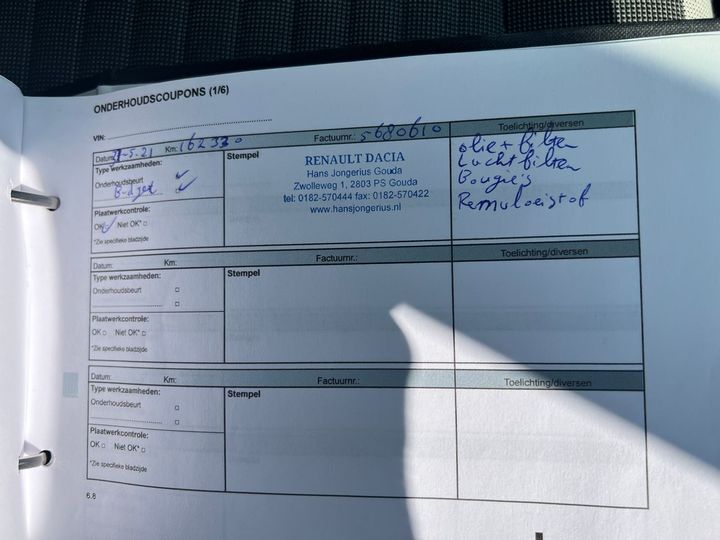 ONDERHOUDSCOUPONS (1/6)
VIN:
Datum: 21-5-21 Km: 162330 Factuurnr.: 5680610 Toelichting/diversen
Type werkzaamheden:
Onderhoudsbeurt
Budget
Plaatwerkcontrole:
OK Niet OK*
*Zie specifieke bladzijde
Stempel
RENAULT DACIA
Hans Jongerius Gouda
Zwolleweg 1, 2803 PS Gouda
tel: 0182-570444 fax: 0182-570422
www.hansjongerius.nl
olie + filter
Luchtfilter
Bougie's
Remvloeistof
Datum: Km: Factuurnr.: Toelichting/diversen
Type werkzaamheden:
Onderhoudsbeurt
Plaatwerkcontrole:
OK Niet OK*
*Zie specifieke bladzijde
Stempel
Datum: Km: Factuurnr.: Toelichting/diversen
Type werkzaamheden:
Onderhoudsbeurt
Plaatwerkcontrole:
OK Niet OK*
*Zie specifieke bladzijde
Stempel
6.8